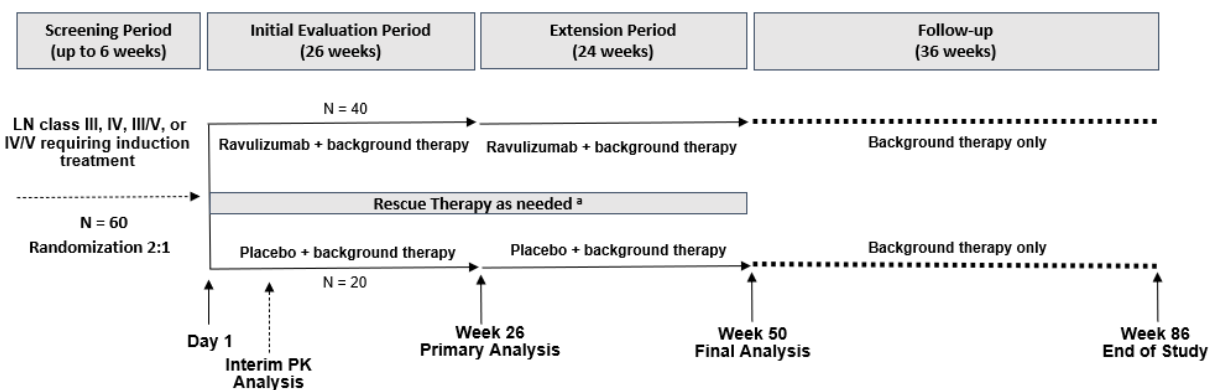 Screening Period
(up to 6 weeks)
Initial Evaluation Period
(26 weeks)
Extension Period
(24 weeks)
Follow-up
(36 weeks)
LN class III, IV, III/V, or
IV/V requiring induction
treatment
N = 60
Randomization 2:1
N = 40
Ravulizumab + background therapy
Ravulizumab + background therapy
Background therapy only
Rescue Therapy as needed ᵃ
Placebo + background therapy
Placebo + background therapy
Background therapy only
N = 20
Day 1
Interim PK
Analysis
Week 26
Primary Analysis
Week 50
Final Analysis
Week 86
End of Study